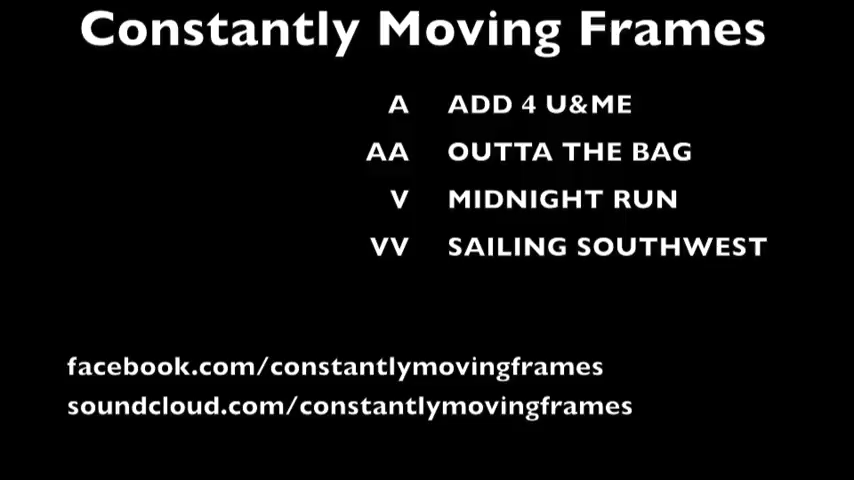 Constantly Moving Frames
A ADD 4 U&ME
AA OUTTA THE BAG
V MIDNIGHT RUN
VV SAILING SOUTHWEST
facebook.com/constantlymovingframes
soundcloud.com/constantlymovingframes